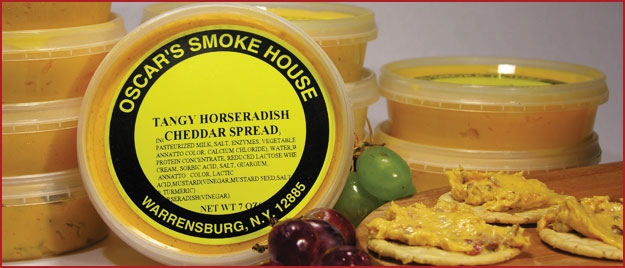 OSCAR'S SMOKE HOUSE
TANGY HORSERADISH
CHEDDAR SPREAD,
PASTEURIZED MILK, SALT, ENZYMES, VEGETABLE
ANNATTO COLOR, CALCIUM CHLORIDE), WATER,W
PROTEIN CONCENTRATE, REDUCED LACTOSE WHE
CREAM, SORBIC ACID, SALT, GUARGUM,
ANNATTO COLOR, LACTIC
ACID,MUSTARD(VINEGAR,MUSTARD SEED,SALT
TURMERIC)
RSERADISH(VINEGAR)
NET WT 7 OZ
WARRENSBURG, N.Y. 12885